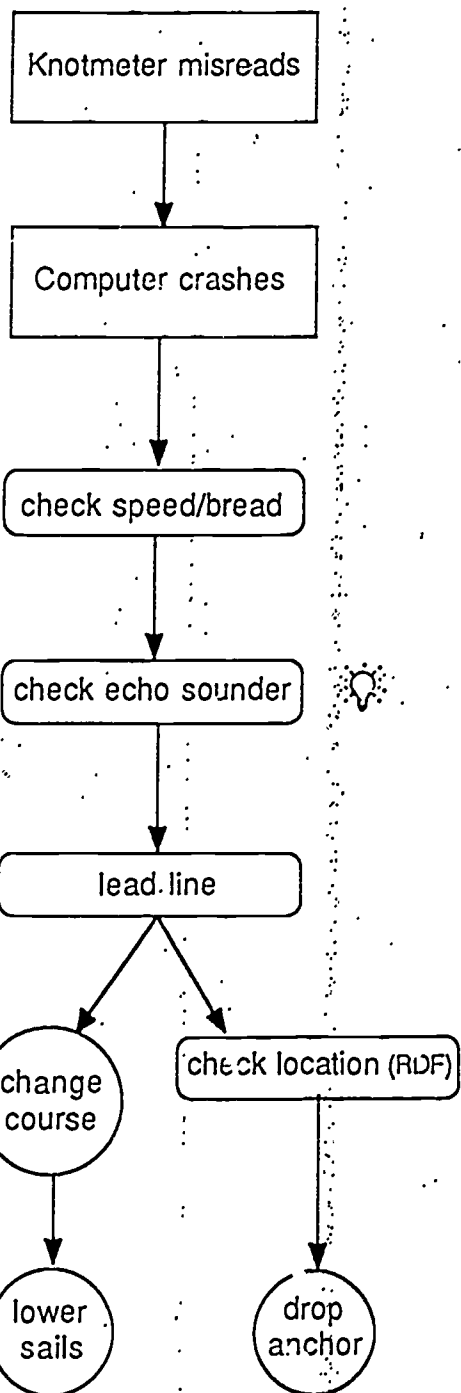 Knotmeter misreads
Computer crashes
check speed/bread
check echo sounder
lead line
change
course
check location (RDF)
lower
sails
drop
anchor